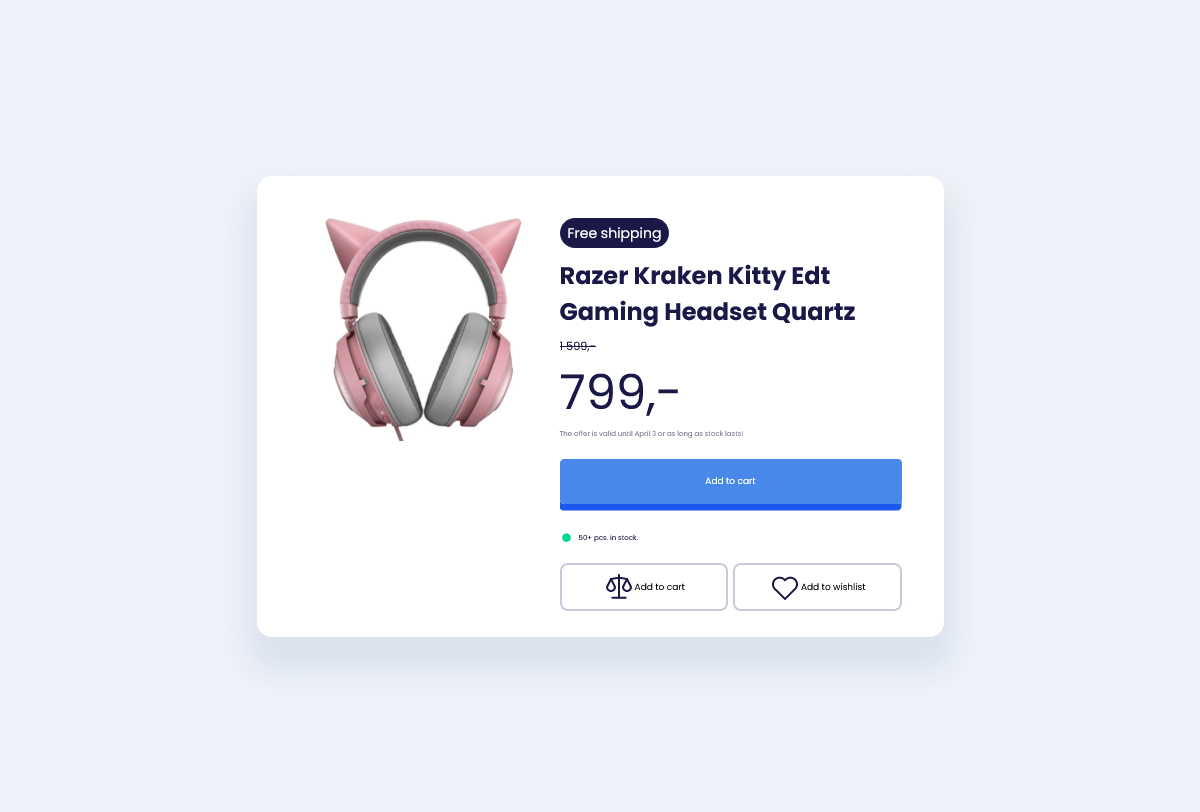 Free shipping
Razer Kraken Kitty Edt
Gaming Headset Quartz
1 599,-
799,-
The offer is valid until April 3 or as long as stock lasts!
Add to cart
50+ pcs. in stock.
Add to cart
Add to wishlist